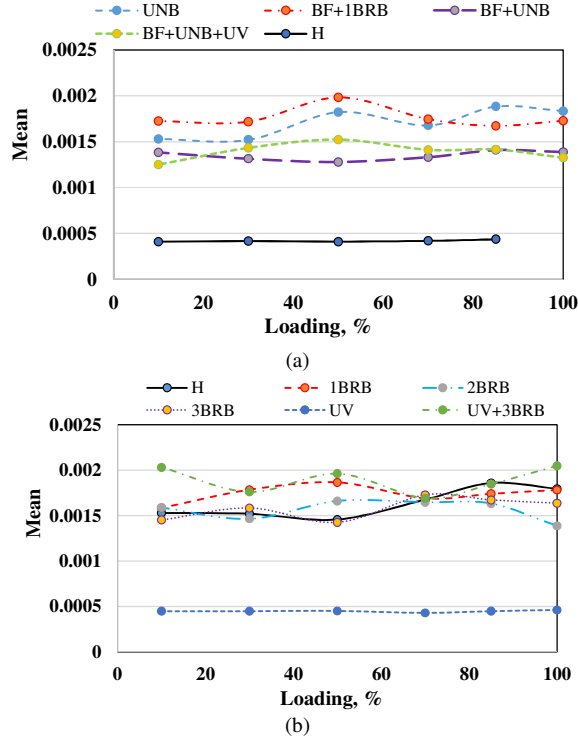 UNB BF+1BRB BF+UNB
BF+UNB+UV H
0.0025
0.002
0.0015
0.001
0.0005
0
Mean
0 20 40 60 80 100
Loading, %
(a)
H 1BRB 2BRB
3BRB UV UV+3BRB
0.0025
0.002
0.0015
0.001
0.0005
0
Mean
0 20 40 60 80 100
Loading, %
(b)